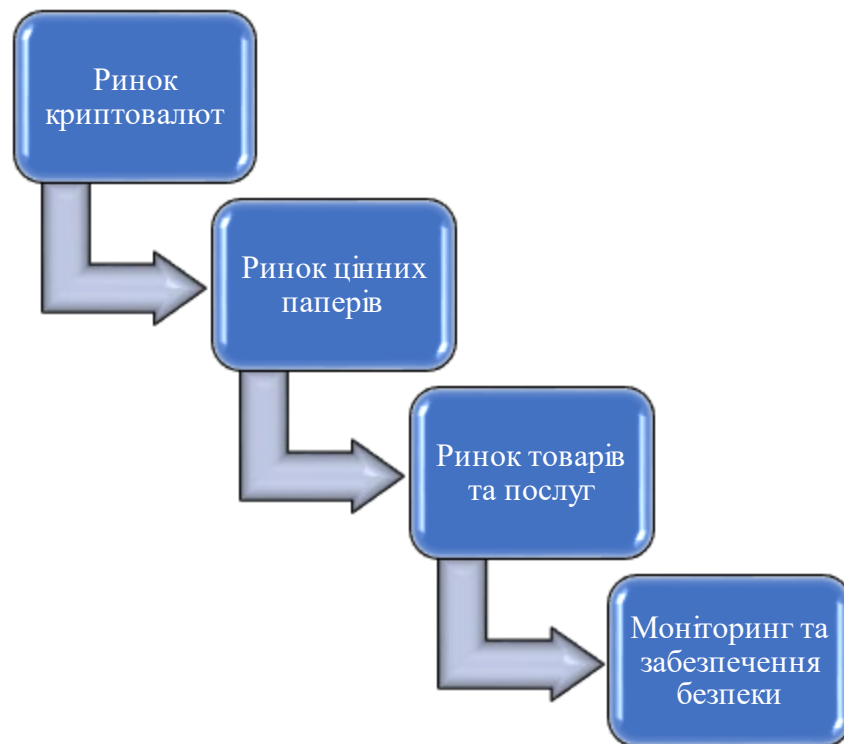 Ринок
криптовалют
Ринок цінних
паперів
Ринок товарів
та послуг
Моніторинг та
забезпечення
безпеки